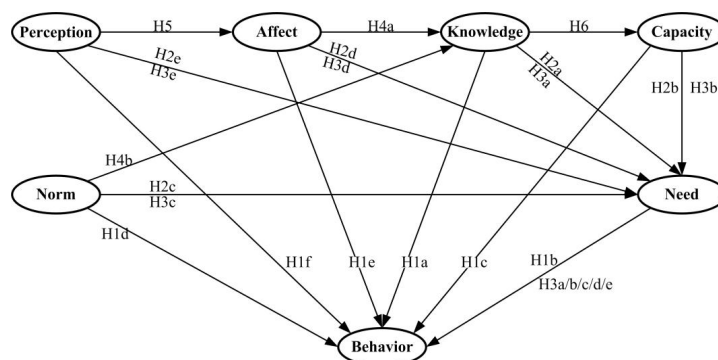 Perception
H5
Affect
H4a
Knowledge
H6
Capacity
H2e
H3e
H2d
H3d
H2a
H3a
H2b
H3b
H4b
Norm
H2c
H3c
Need
H1d
H1f
H1e
H1a
H1c
H1b
H3a/b/c/d/e
Behavior